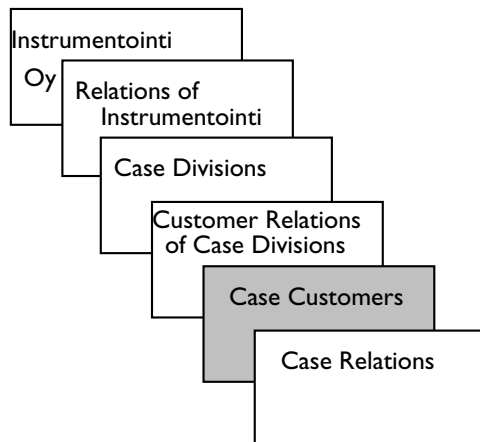 Instrumentointi
Oy
Relations of
Instrumentointi
Case Divisions
Customer Relations
of Case Divisions
Case Customers
Case Relations